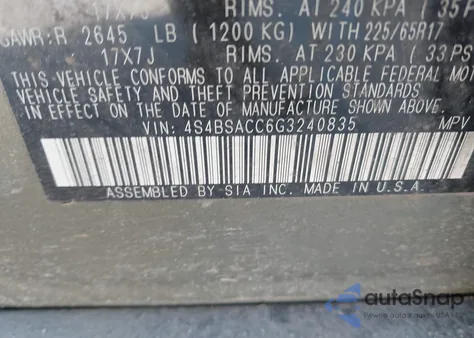 17X7J RIMS. AT 240 KPA (35
GAWR:R 2645 LB (1200 KG) WITH 225/65R17
17X7J RIMS. AT 230 KPA (33 PS
THIS VEHICLE CONFORMS TO ALL APPLICABLE FEDERAL MO
VEHICLE SAFETY AND THEFT PREVENTION STANDARDS
IN EFFECT ON THE DATE OF MANUFACTURE SHOWN ABOVE.
VIN: 4S4BSACC6G3240835 MPV
ASSEMBLED BY SIA INC. MADE IN U.S.A.
autoSnap